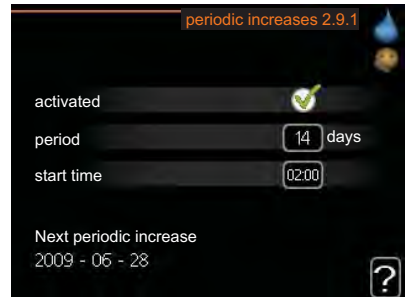 periodic increases 2.9.1
activated
period 14 days
start time 02:00
Next periodic increase
2009 - 06 - 28
?